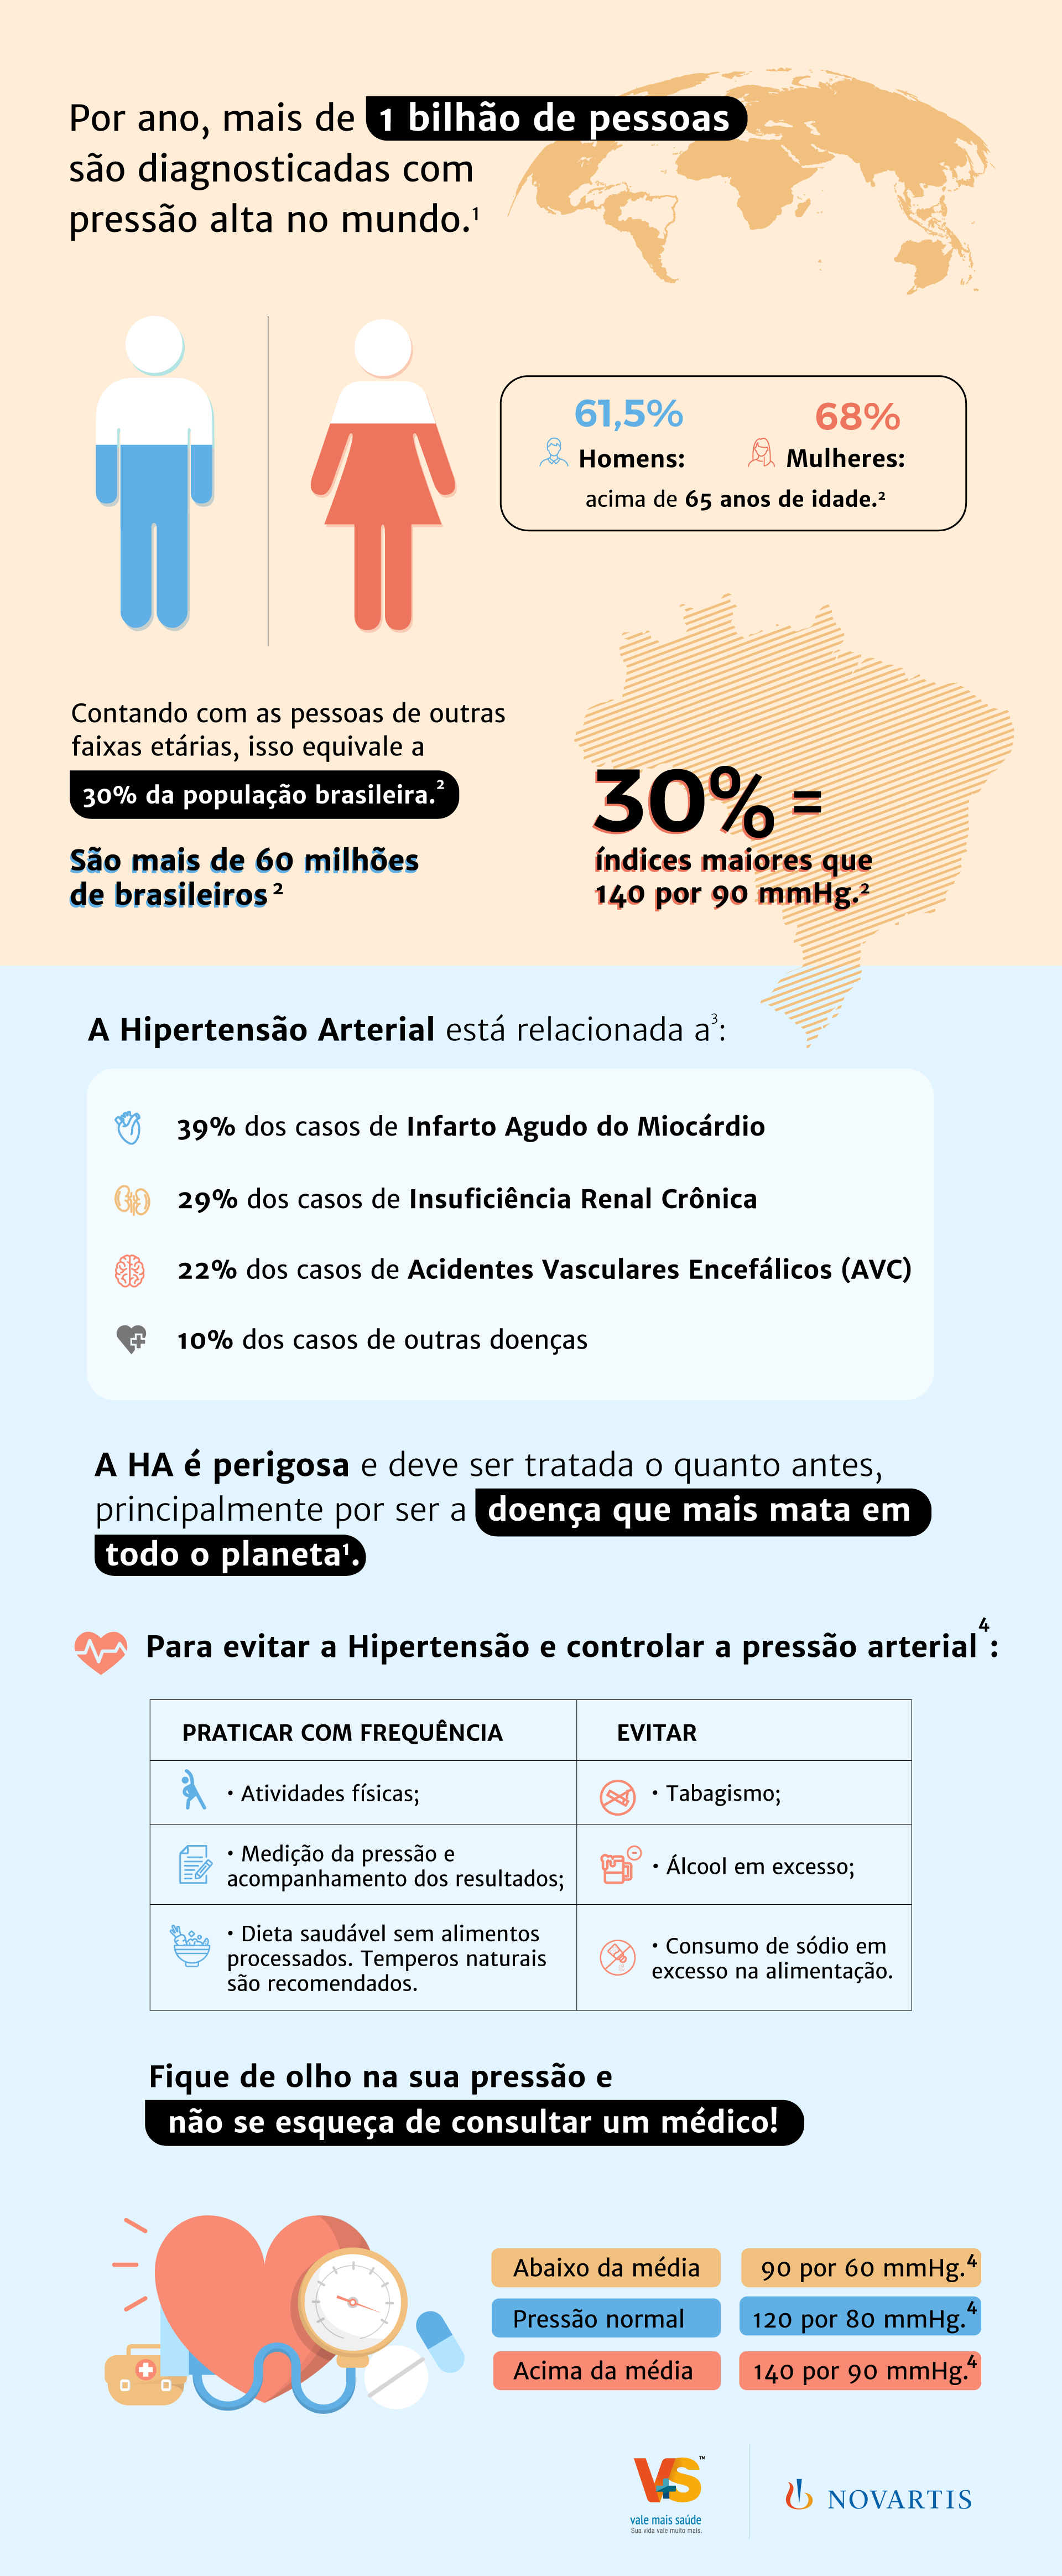 Por ano, mais de 1 bilhão de pessoas
são diagnosticadas com
pressão alta no mundo.¹
61,5%
Homens:
68%
Mulheres:
acima de 65 anos de idade.²
Contando com as pessoas de outras
faixas etárias, isso equivale a
30% da população brasileira.²
São mais de 60 milhões
de brasileiros²
30% =
índices maiores que
140 por 90 mmHg.²
A Hipertensão Arterial está relacionada a³:
39% dos casos de Infarto Agudo do Miocárdio
29% dos casos de Insuficiência Renal Crônica
22% dos casos de Acidentes Vasculares Encefálicos (AVC)
10% dos casos de outras doenças
A HA é perigosa e deve ser tratada o quanto antes,
principalmente por ser a doença que mais mata em
todo o planeta¹.
Para evitar a Hipertensão e controlar a pressão arterial⁴:
PRATICAR COM FREQUÊNCIA
EVITAR
• Atividades físicas;
• Tabagismo;
• Medição da pressão e
acompanhamento dos resultados;
• Álcool em excesso;
• Dieta saudável sem alimentos
processados. Temperos naturais
são recomendados.
• Consumo de sódio em
excesso na alimentação.
Fique de olho na sua pressão e
não se esqueça de consultar um médico!
Abaixo da média
90 por 60 mmHg.⁴
Pressão normal
120 por 80 mmHg.⁴
Acima da média
140 por 90 mmHg.⁴
V+S™
vale mais saúde
Sua vida vale muito mais.
NOVARTIS